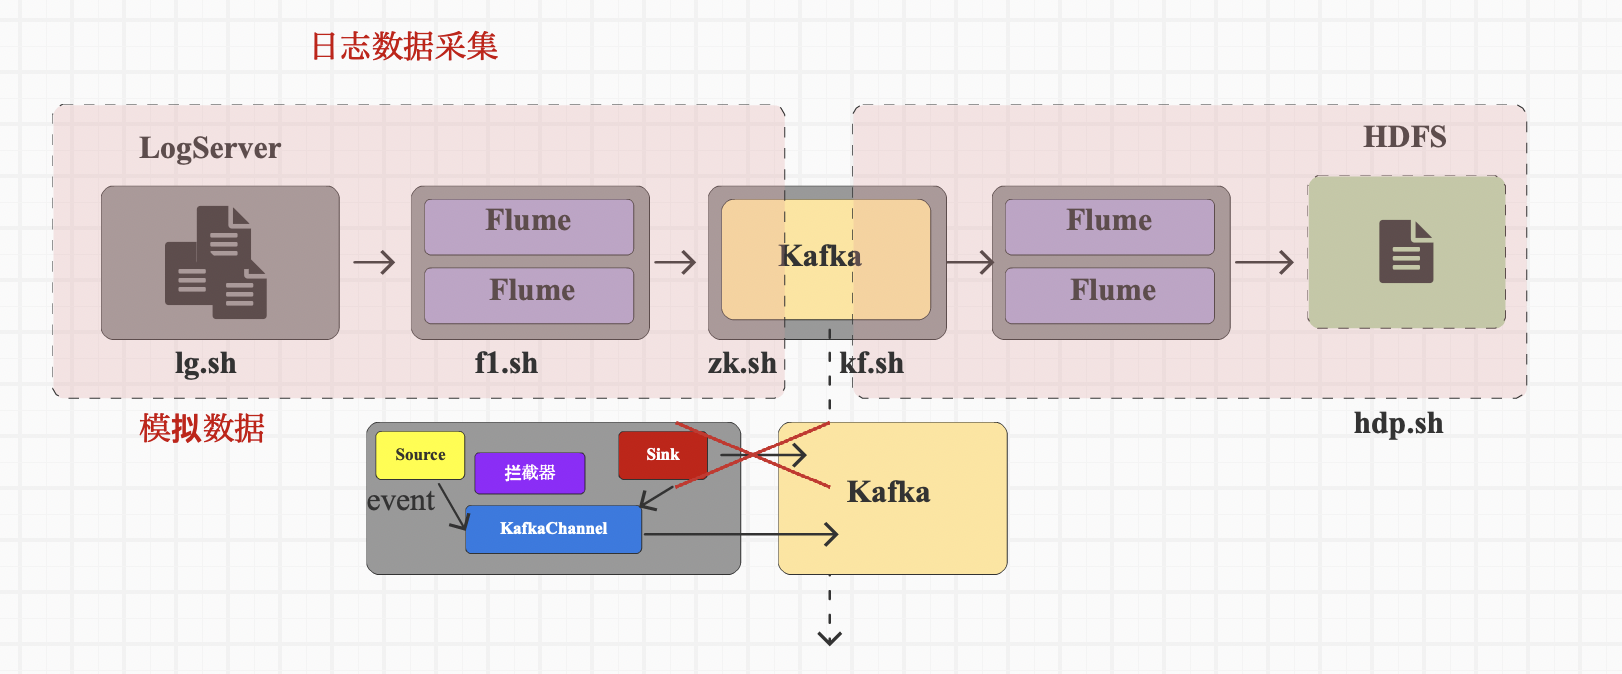 日志数据采集
LogServer
HDFS
Flume
Flume
Kafka
Flume
Flume
lg.sh
f1.sh
zk.sh
kf.sh
模拟数据
hdp.sh
Source
拦截器
Sink
event
KafkaChannel
Kafka